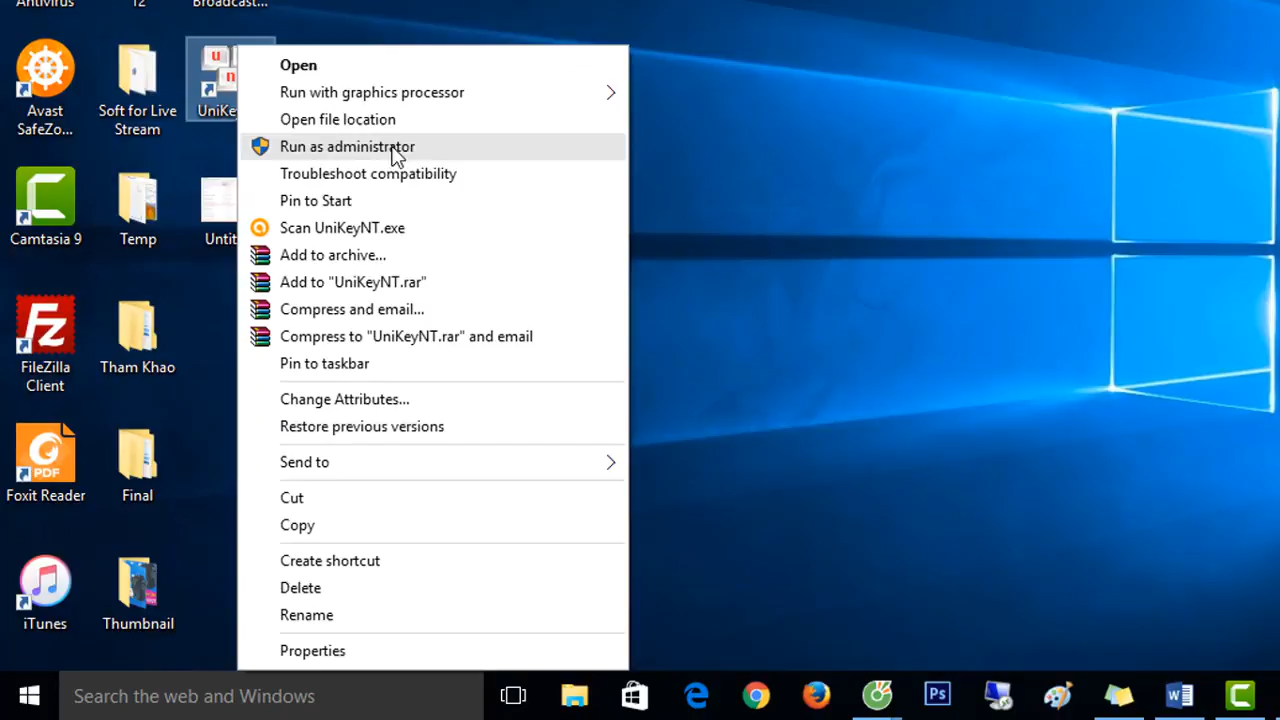 Antivirus
12
Broadcast...
Avast
SafeZo...
Soft for Live
Stream
u
n
Camtasia 9
Temp
FileZilla
Client
Tham Khao
PDF
Foxit Reader
Final
iTunes
Thumbnail
Open
Run with graphics processor
Open file location
Run as administrator
Troubleshoot compatibility
Pin to Start
Scan UniKeyNT.exe
Add to archive...
Add to "UniKeyNT.rar"
Compress and email...
Compress to "UniKeyNT.rar" and email
Pin to taskbar
Change Attributes...
Restore previous versions
Send to
Cut
Copy
Create shortcut
Delete
Rename
Properties
Search the web and Windows
Ps